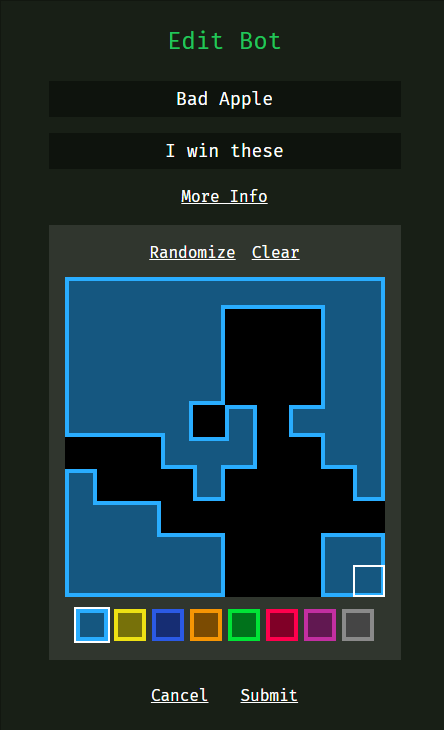 Edit Bot
Bad Apple
I win these
More Info
Randomize Clear
Cancel Submit